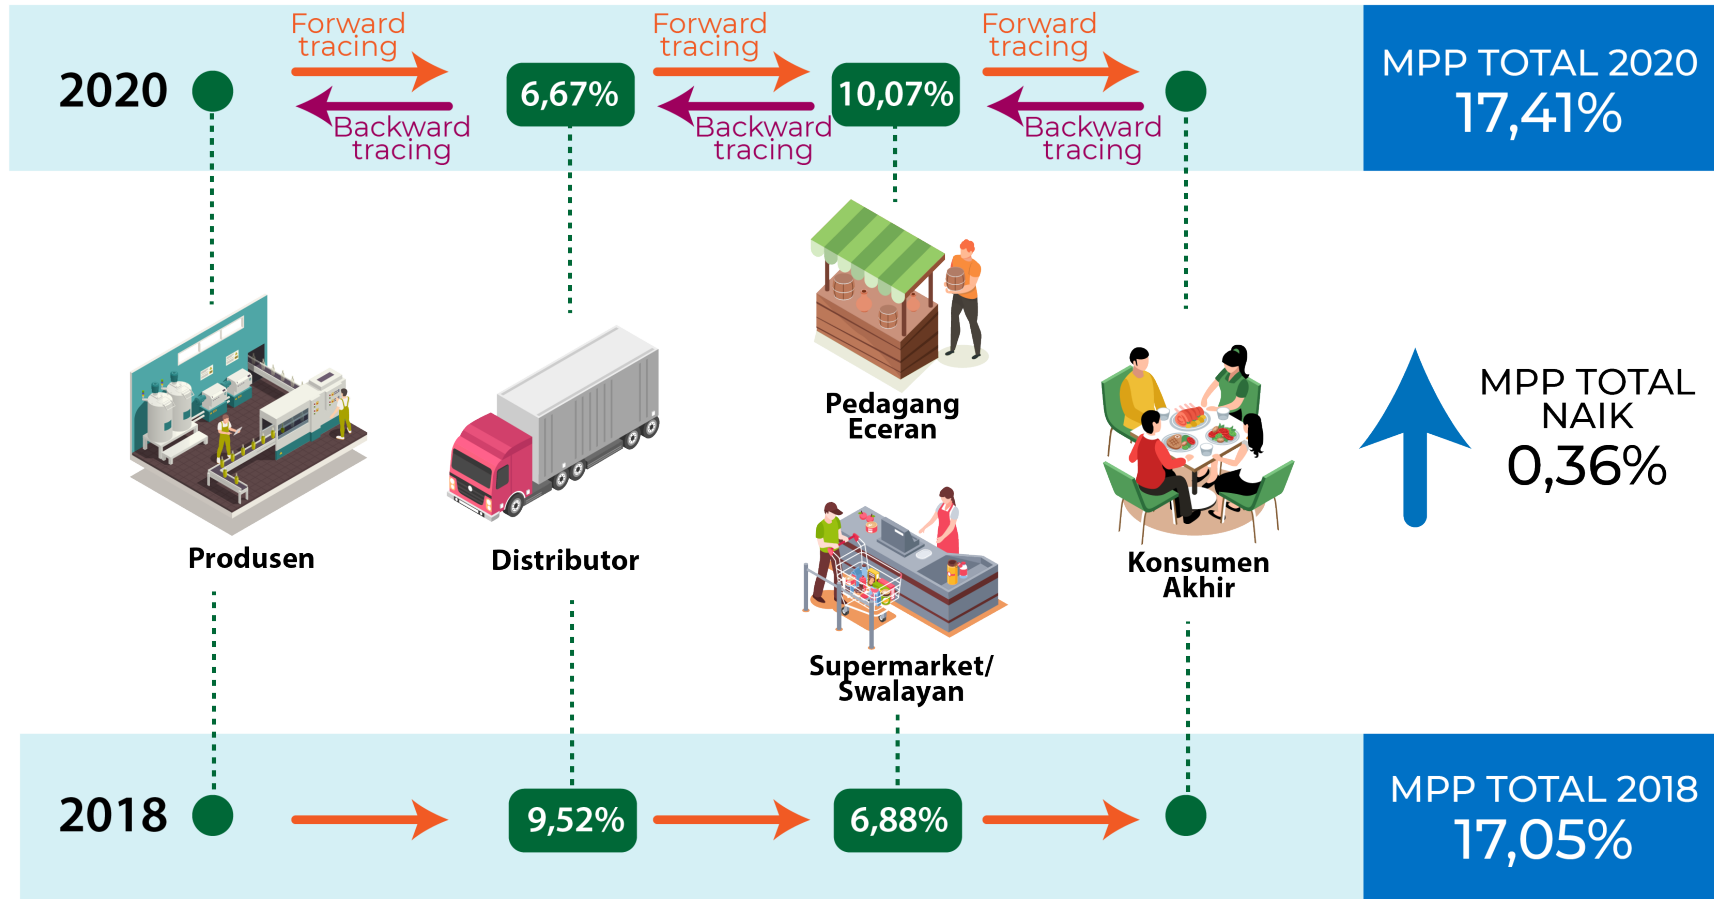 Forward
tracing
Forward
tracing
Forward
tracing
2020
6,67%
10,07%
Backward
tracing
Backward
tracing
Backward
tracing
MPP TOTAL 2020
17,41%
Produsen
Distributor
Pedagang
Eceran
Supermarket/
Swalayan
Konsumen
Akhir
MPP TOTAL
NAIK
0,36%
2018
9,52%
6,88%
MPP TOTAL 2018
17,05%